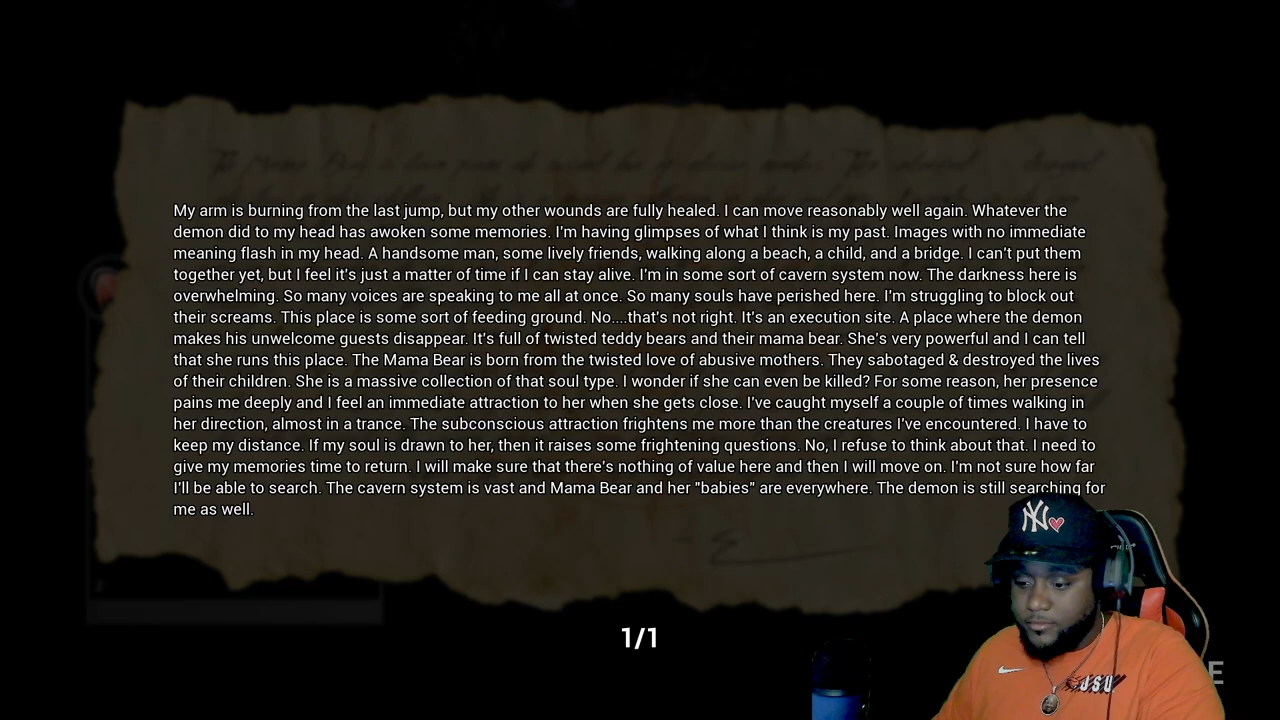 My arm is burning from the last jump, but my other wounds are fully healed. I can move reasonably well again. Whatever the
demon did to my head has awoken some memories. I'm having glimpses of what I think is my past. Images with no immediate
meaning flash in my head. A handsome man, some lively friends, walking along a beach, a child, and a bridge. I can't put them
together yet, but I feel it's just a matter of time if I can stay alive. I'm in some sort of cavern system now. The darkness here is
overwhelming. So many voices are speaking to me all at once. So many souls have perished here. I'm struggling to block out
their screams. This place is some sort of feeding ground. No....that's not right. It's an execution site. A place where the demon
makes his unwelcome guests disappear. It's full of twisted teddy bears and their mama bear. She's very powerful and I can tell
that she runs this place. The Mama Bear is born from the twisted love of abusive mothers. They sabotaged & destroyed the lives
of their children. She is a massive collection of that soul type. I wonder if she can even be killed? For some reason, her presence
pains me deeply and I feel an immediate attraction to her when she gets close. I've caught myself a couple of times walking in
her direction, almost in a trance. The subconscious attraction frightens me more than the creatures I've encountered. I have to
keep my distance. If my soul is drawn to her, then it raises some frightening questions. No, I refuse to think about that. I need to
give my memories time to return. I will make sure that there's nothing of value here and then I will move on. I'm not sure how far
I'll be able to search. The cavern system is vast and Mama Bear and her "babies" are everywhere. The demon is still searching for
me as well.
NY
JSU
1/1
E